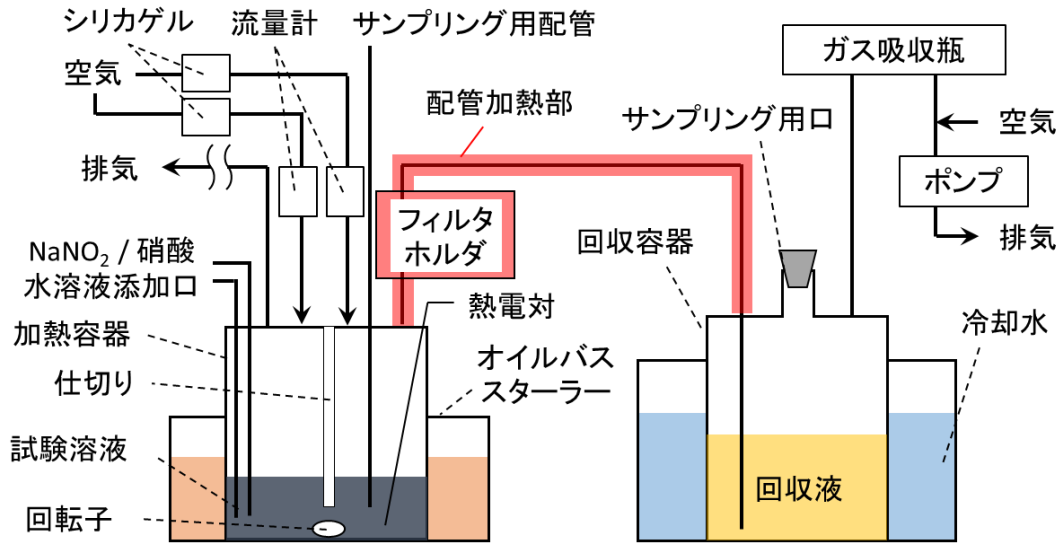 シリカゲル
流量計
サンプリング用配管
ガス吸収瓶
空気
配管加熱部
サンプリング用口
空気
排気
ポンプ
フィルタ
ホルダ
回収容器
排気
NaNO₂ / 硝酸
水溶液添加口
熱電対
加熱容器
冷却水
仕切り
オイルバス
スターラー
試験溶液
回収液
回転子